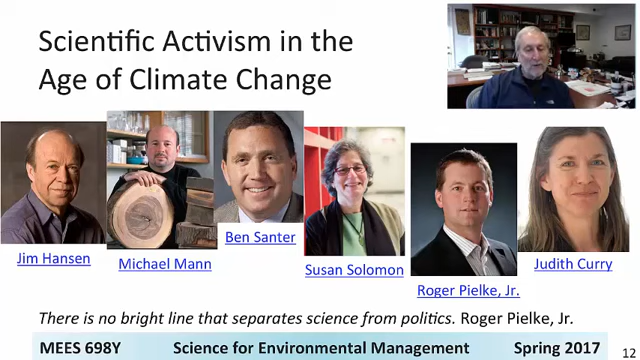 Scientific Activism in the
Age of Climate Change
Jim Hansen
Michael Mann
Ben Santer
Susan Solomon
Roger Pielke, Jr.
Judith Curry
There is no bright line that separates science from politics. Roger Pielke, Jr.
MEES 698Y Science for Environmental Management Spring 2017
12